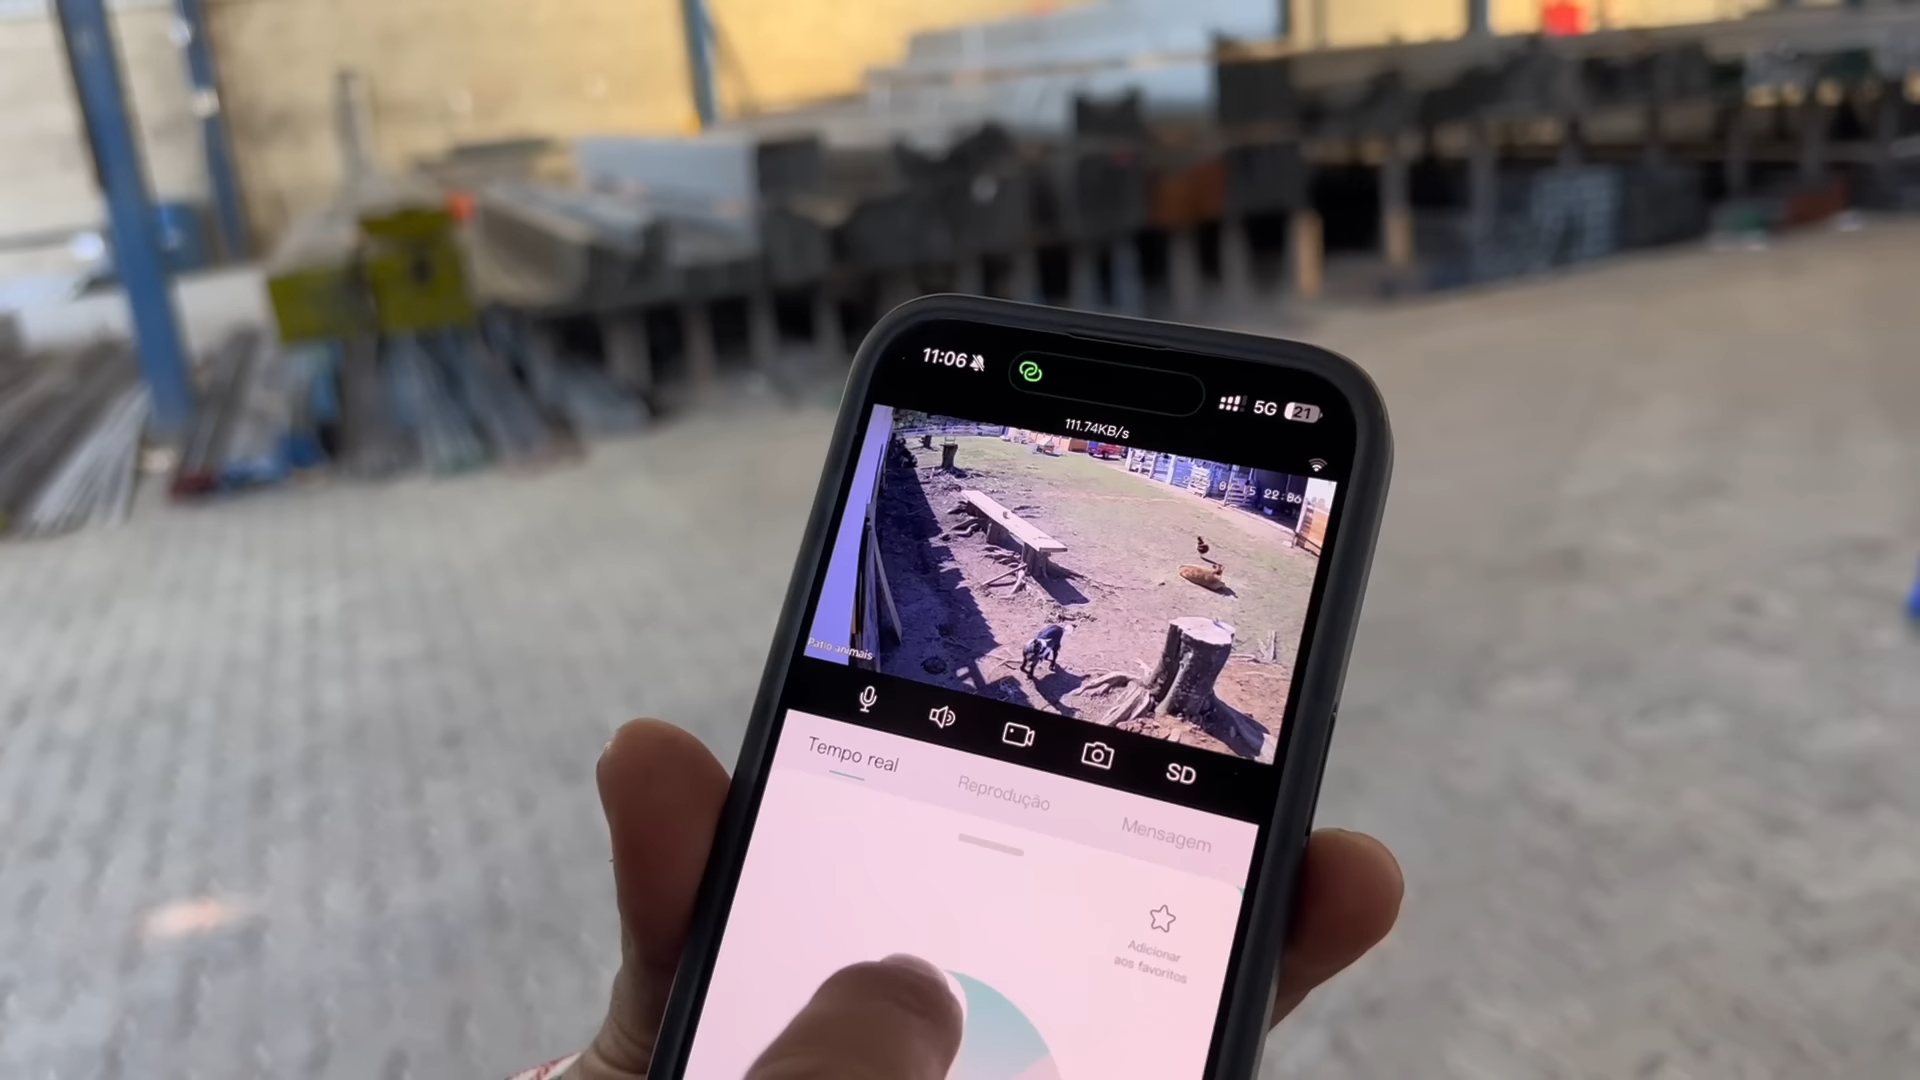 11:06
5G 21
111.74KB/s
Patio animais
SD
Tempo real
Reprodução
Mensagem
Adicionar
aos favoritos